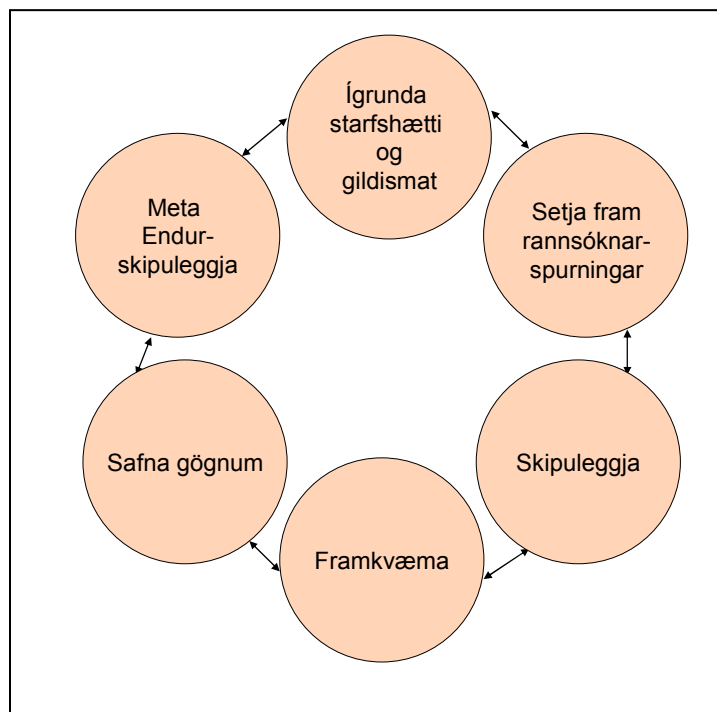 Ígrunda
starfshætti
og
gildismat
Setja fram
rannsóknar-
spurningar
Skipuleggja
Framkvæma
Safna gögnum
Meta
Endur-
skipuleggja